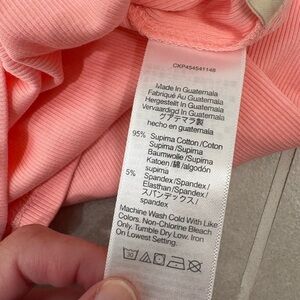 CKP454541148
Made In Guatemala
Fabriqué Au Guatemala
Hergestellt In Guatemala
Vervaardigd In Guatemala
グアテマラ製
hecho en guatemala
95% Supima Cotton /Coton
Supima /Supima
Baumwolle/Supima
Katoen/綿/algodón
supima
5% Spandex/Spandex/
Elasthan/Spandex/
スパンデックス/
spandex
Machine Wash Cold With Like
Colors. Non-Chlorine Bleach
Only. Tumble Dry Low. Iron
On Lowest Setting.